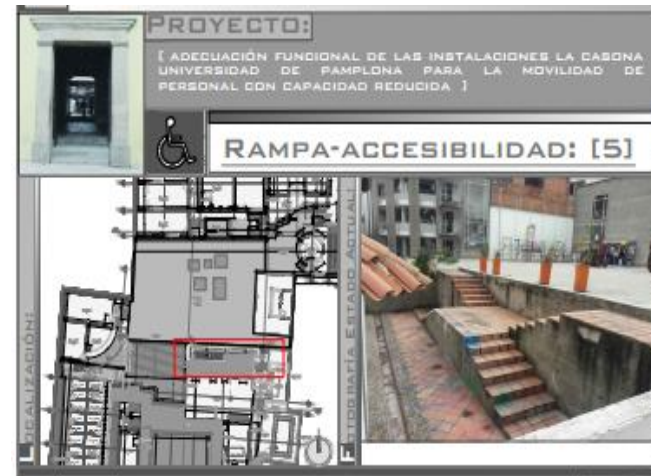 PROYECTO:
[ ADECUACIÓN FUNCIONAL DE LAS INSTALACIONES LA CASONA
UNIVERSIDAD DE PAMPLONA PARA LA MOVILIDAD DE
PERSONAL CON CAPACIDAD REDUCIDA ]
RAMPA-ACCESIBILIDAD: [5]
LOCALIZACIÓN:
FOTOGRAFÍA ESTADO ACTUAL